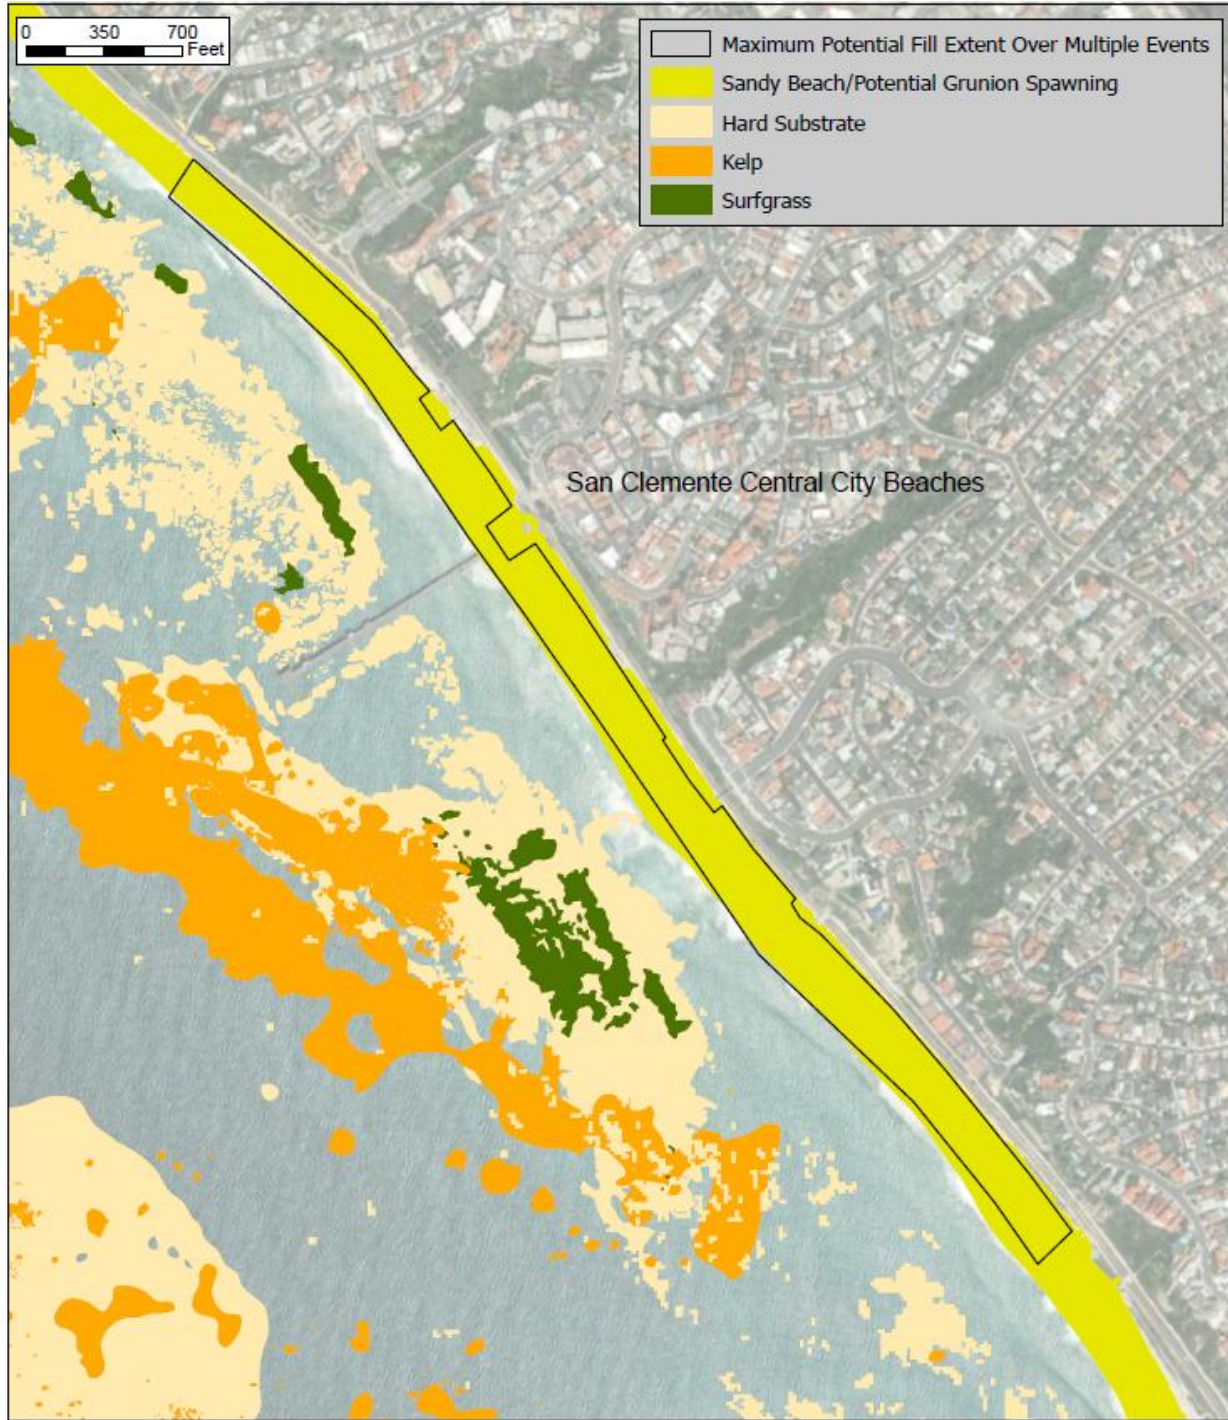 0 350 700
Feet
Maximum Potential Fill Extent Over Multiple Events
Sandy Beach/Potential Grunion Spawning
Hard Substrate
Kelp
Surfgrass
San Clemente Central City Beaches